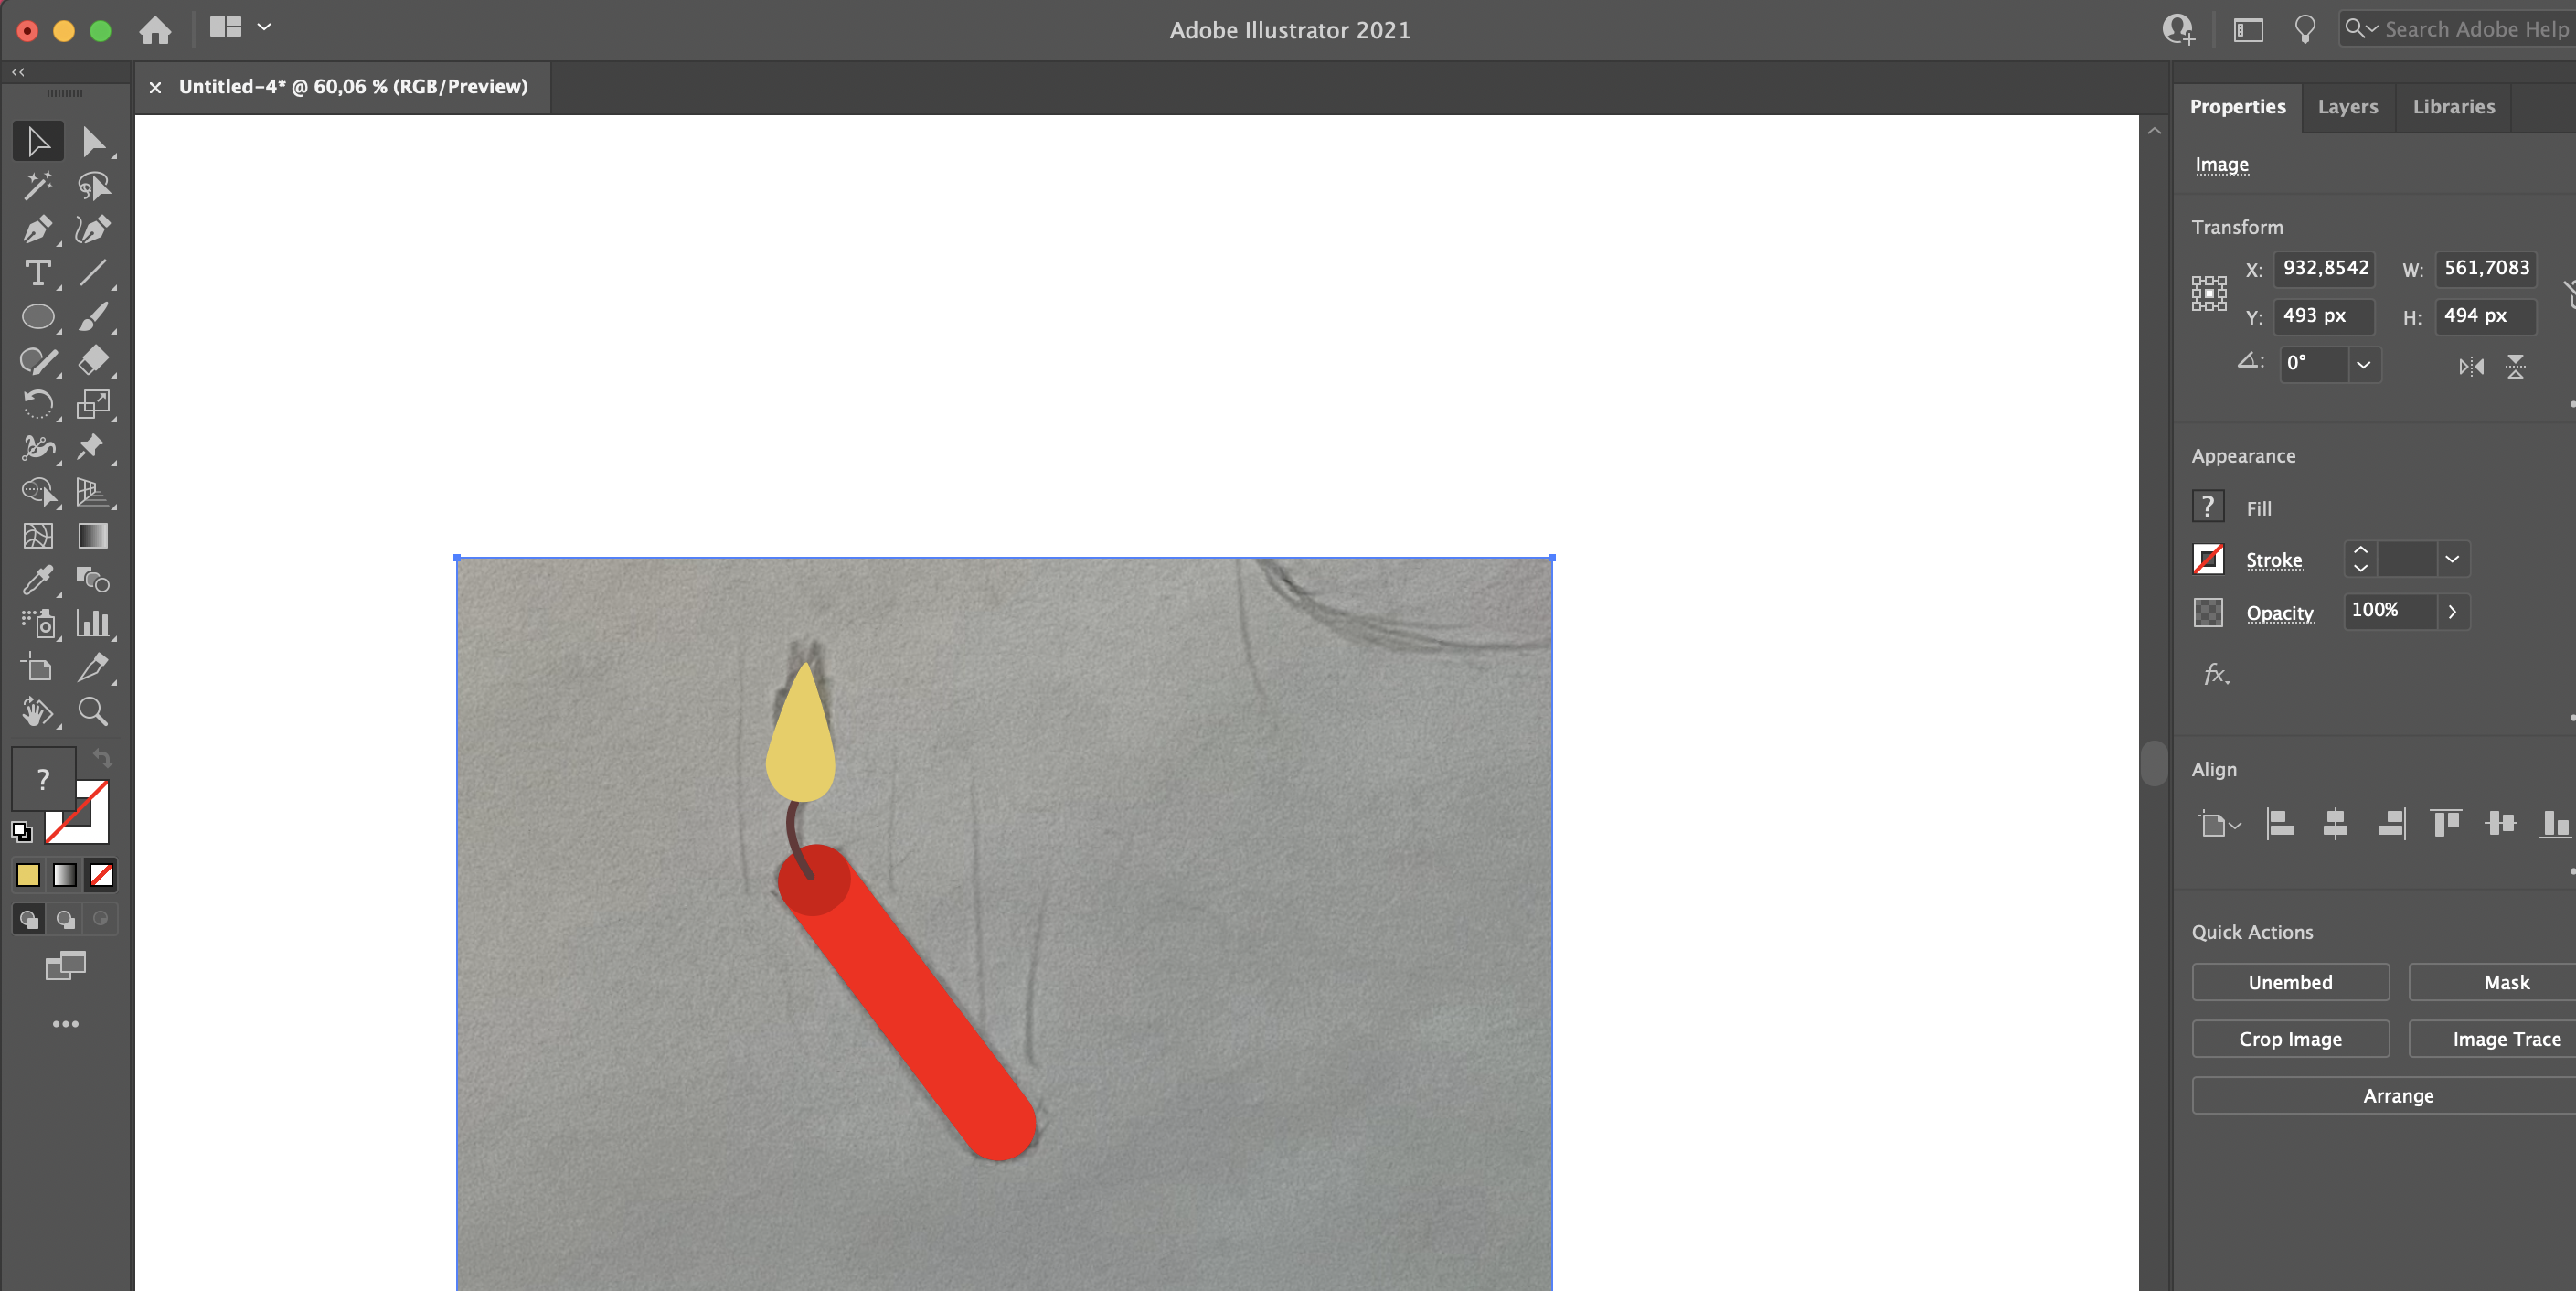 Adobe Illustrator 2021
Search Adobe Help
Untitled-4* @ 60,06 % (RGB/Preview)
Properties
Layers
Libraries
Image
Transform
X: 932,8542 W: 561,7083
Y: 493 px H: 494 px
0°
Appearance
? Fill
Stroke
Opacity 100%
fx
?
Align
Quick Actions
Unembed Mask
Crop Image Image Trace
Arrange